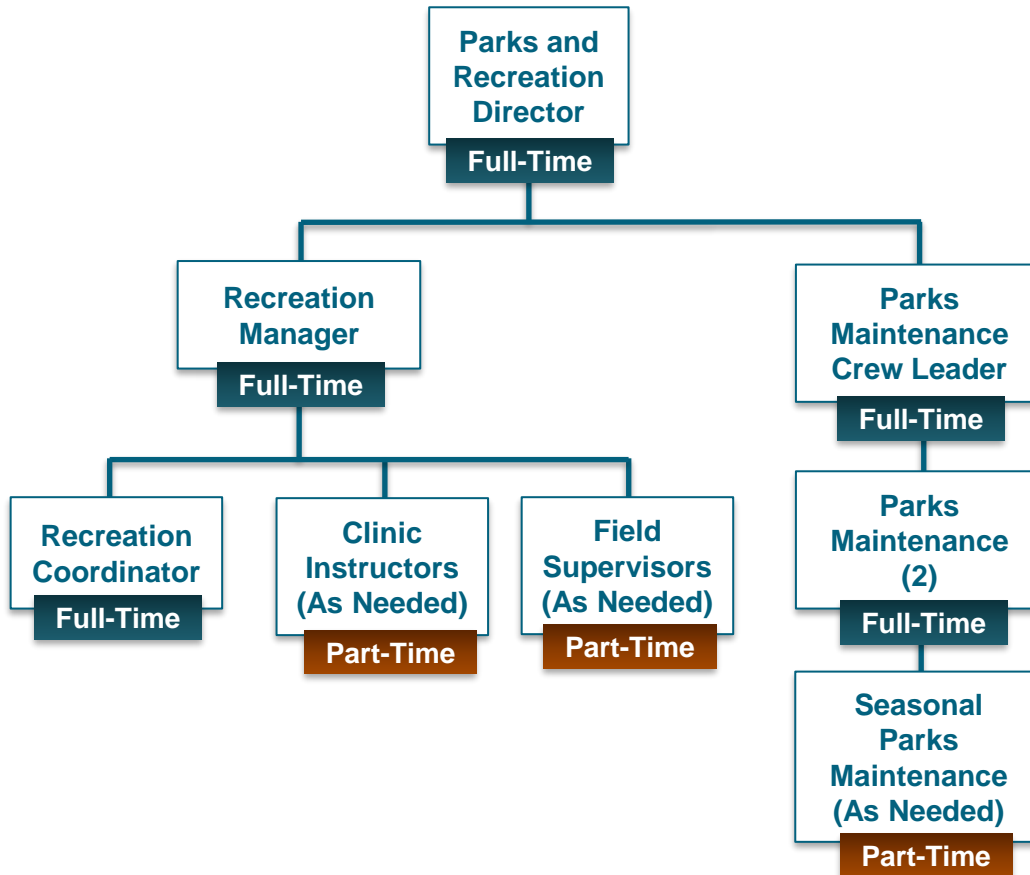 Parks and
Recreation
Director
Full-Time
Recreation
Manager
Full-Time
Parks
Maintenance
Crew Leader
Full-Time
Recreation
Coordinator
Full-Time
Clinic
Instructors
(As Needed)
Part-Time
Field
Supervisors
(As Needed)
Part-Time
Parks
Maintenance
(2)
Full-Time
Seasonal
Parks
Maintenance
(As Needed)
Part-Time